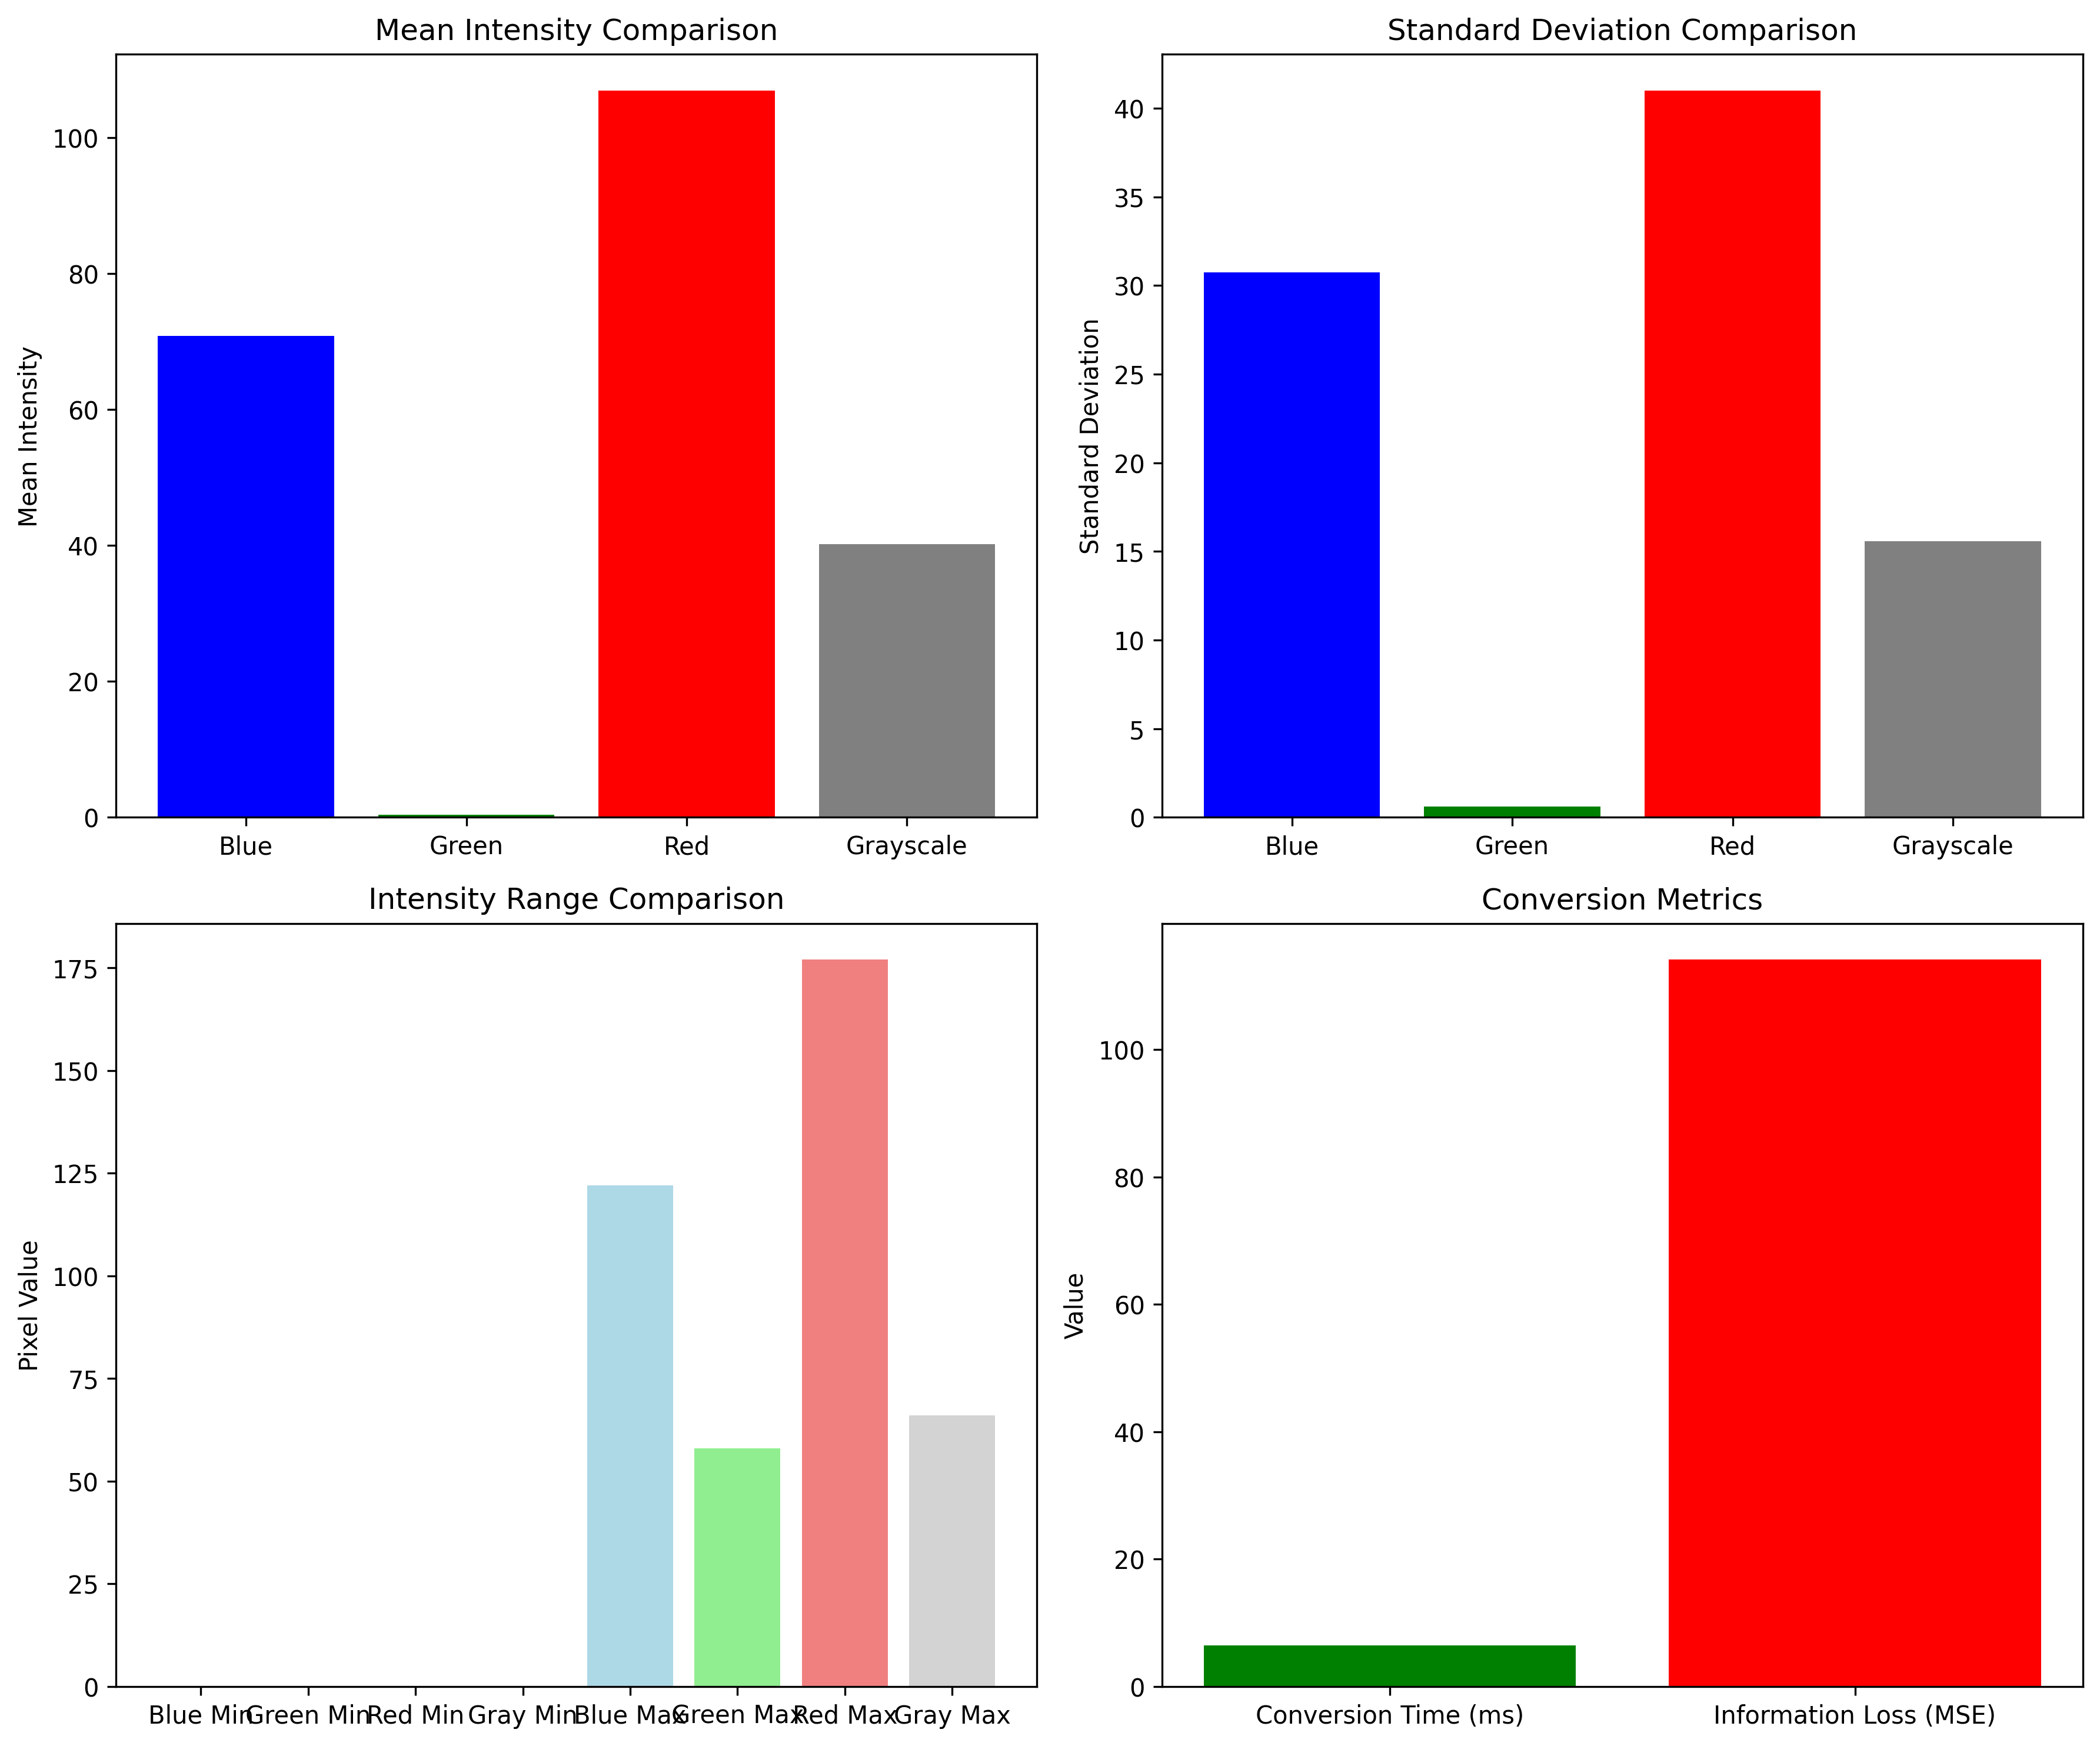 Mean Intensity Comparison
Mean Intensity
100
80
60
40
20
0
Blue Green Red Grayscale
Standard Deviation Comparison
Standard Deviation
40
35
30
25
20
15
10
5
0
Blue Green Red Grayscale
Intensity Range Comparison
Pixel Value
175
150
125
100
75
50
25
0
Blue Min Green Min Red Min Gray Min Blue Max Green Max Red Max Gray Max
Conversion Metrics
Value
100
80
60
40
20
0
Conversion Time (ms) Information Loss (MSE)